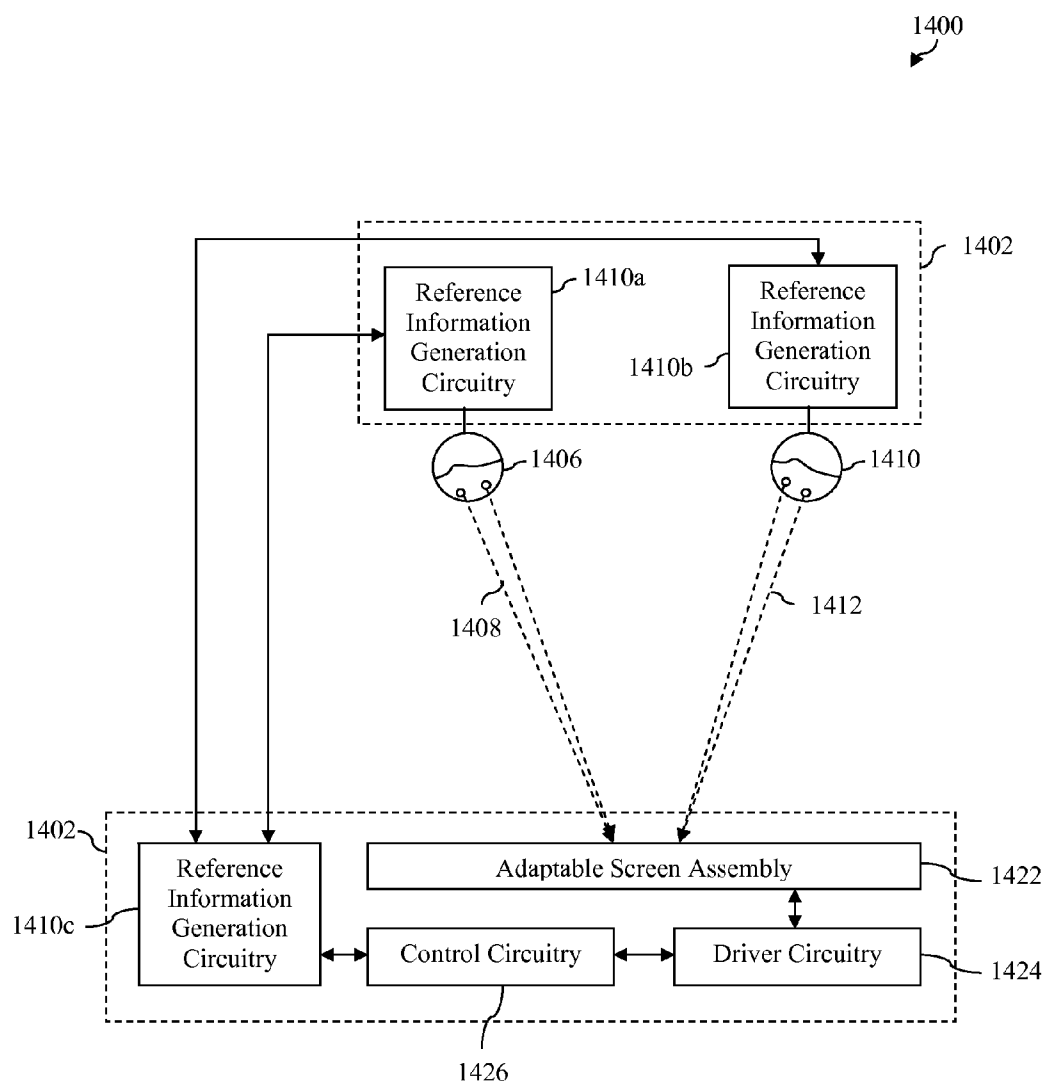 1400
1402
1410a
Reference
Information
Generation
Circuitry
Reference
Information
Generation
Circuitry
1410b
1406
1410
1408
1412
1402
Reference
Information
Generation
Circuitry
Adaptable Screen Assembly
1422
1410c
Control Circuitry
Driver Circuitry
1424
1426